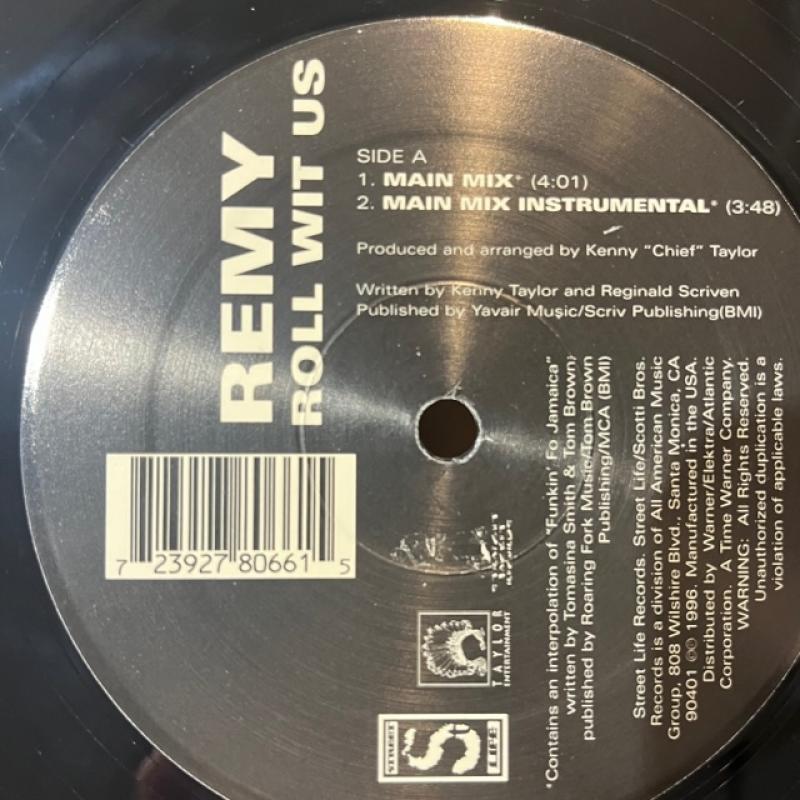 REMY
ROLL WIT US
SIDE A
1. MAIN MIX* (4:01)
2. MAIN MIX INSTRUMENTAL* (3:48)
Produced and arranged by Kenny "Chief" Taylor
Written by Kenny Taylor and Reginald Scriven
Published by Yavair Music/Scriv Publishing(BMI)
*Contains an interpolation of "Funkin' Fo Jamaica"
written by Tomasina Smith & Tom Brown,
published by Roaring Fork Music/Tom Brown
Publishing/MCA (BMI)
Street Life Records. Street Life/Scotti Bros.
Records is a division of All American Music
Group, 808 Wilshire Blvd., Santa Monica, CA
90401 ℗© 1996. Manufactured in the USA.
Distributed by Warner/Elektra/Atlantic
Corporation. A Time Warner Company.
WARNING: All Rights Reserved.
Unauthorized duplication is a
violation of applicable laws.
7 23927 80661 5
TAYLOR
ENTERTAINMENT
STREET
LIFE